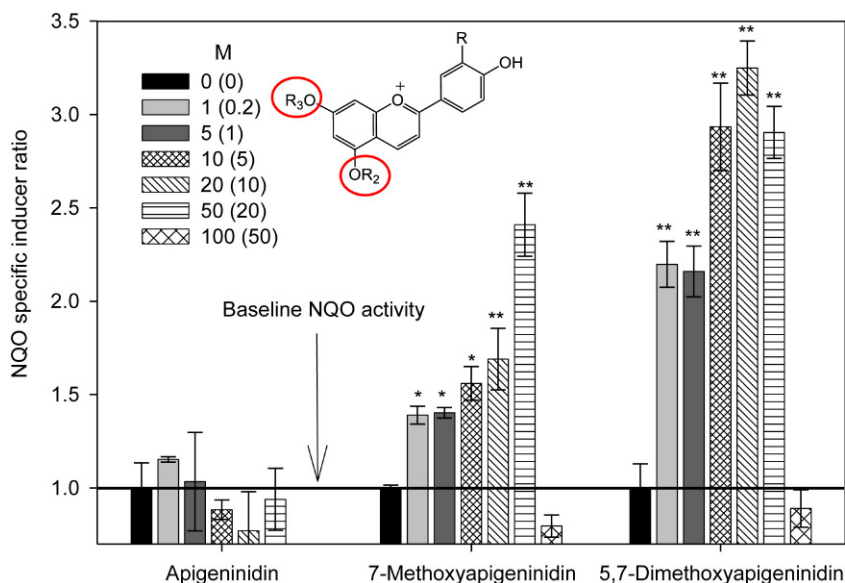 NQO specific inducer ratio
3.5
3.0
2.5
2.0
1.5
1.0
M
0 (0)
1 (0.2)
5 (1)
10 (5)
20 (10)
50 (20)
100 (50)
R
OH
O
+
R3O
OR2
Baseline NQO activity
* * * ** **
** ** ** ** **
Apigeninidin 7-Methoxyapigeninidin 5,7-Dimethoxyapigeninidin